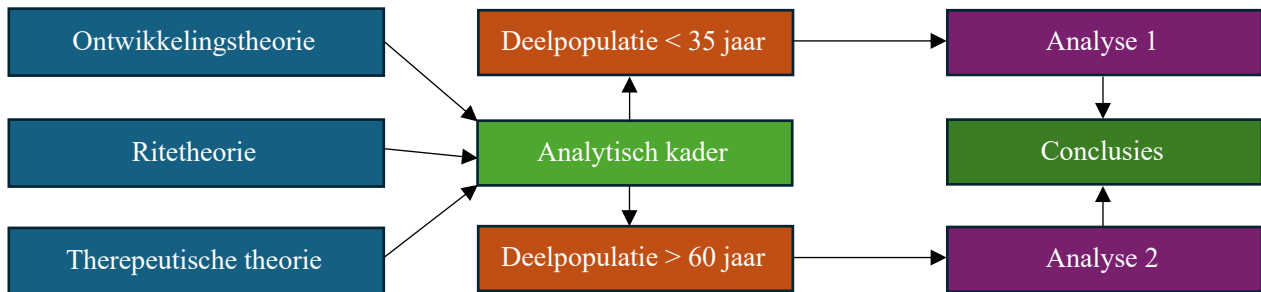 Ontwikkelingstheorie
Deelpopulatie < 35 jaar
Analyse 1
Ritetheorie
Analytisch kader
Conclusies
Therepeutische theorie
Deelpopulatie > 60 jaar
Analyse 2